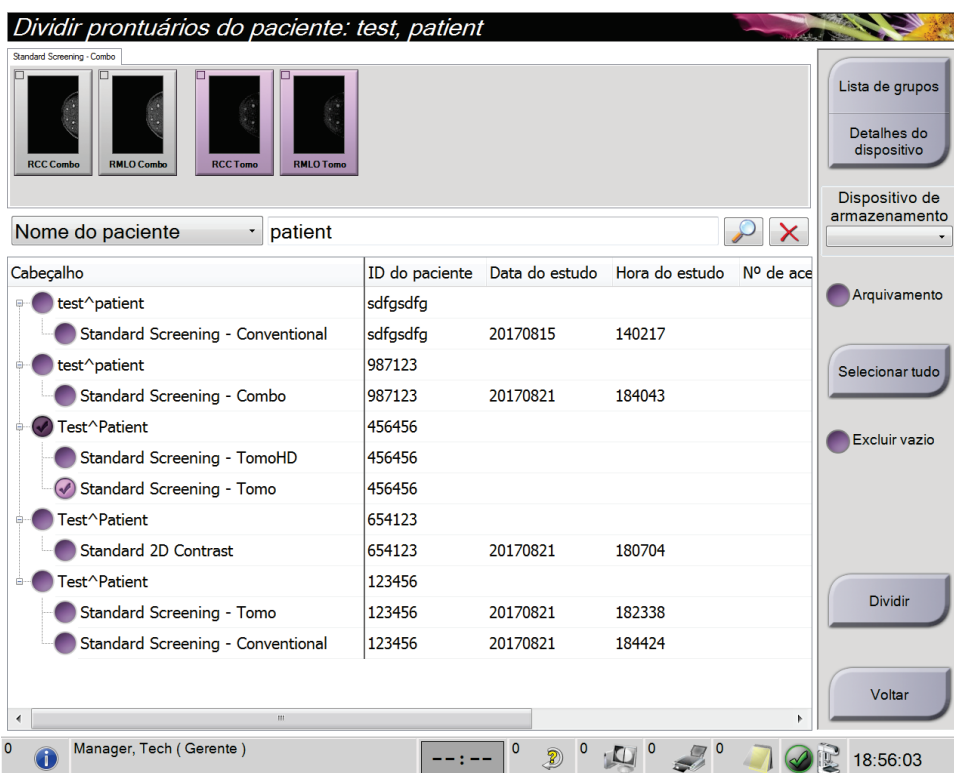 Dividir prontuários do paciente: test, patient
Standard Screening - Combo
RCC Combo
RMLO Combo
RCC Tomo
RMLO Tomo
Lista de grupos
Detalhes do
dispositivo
Dispositivo de
armazenamento
Nome do paciente patient
Cabeçalho ID do paciente Data do estudo Hora do estudo Nº de ace
test^patient sdfgsdfg
Standard Screening - Conventional sdfgsdfg 20170815 140217
test^patient 987123
Standard Screening - Combo 987123 20170821 184043
Test^Patient 456456
Standard Screening - TomoHD 456456
Standard Screening - Tomo 456456
Test^Patient 654123
Standard 2D Contrast 654123 20170821 180704
Test^Patient 123456
Standard Screening - Tomo 123456 20170821 182338
Standard Screening - Conventional 123456 20170821 184424
Arquivamento
Selecionar tudo
Excluir vazio
Dividir
Voltar
0 Manager, Tech ( Gerente ) --:-- 0 0 0 0 18:56:03